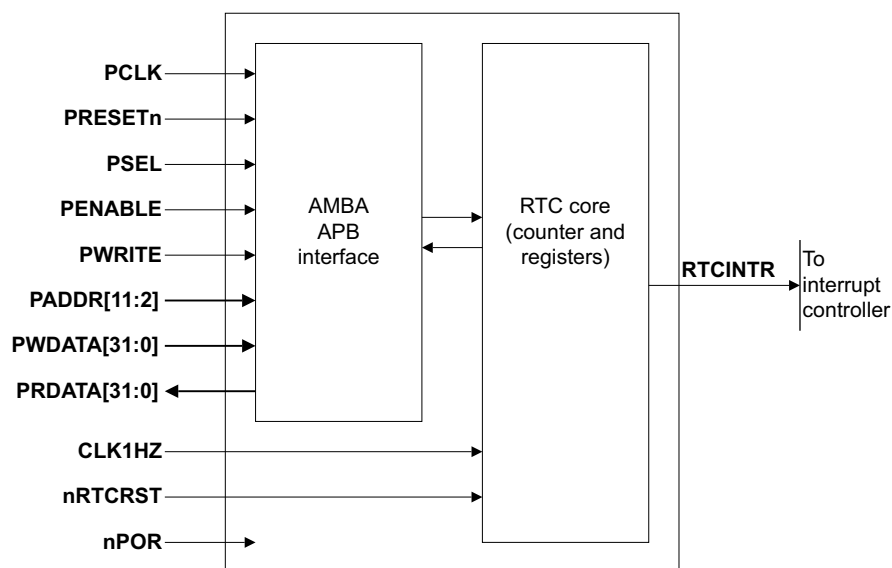 PCLK
PRESETn
PSEL
PENABLE
PWRITE
PADDR[11:2]
PWDATA[31:0]
PRDATA[31:0]
CLK1HZ
nRTCRST
nPOR
AMBA
APB
interface
RTC core
(counter and
registers)
RTCINTR
To
interrupt
controller